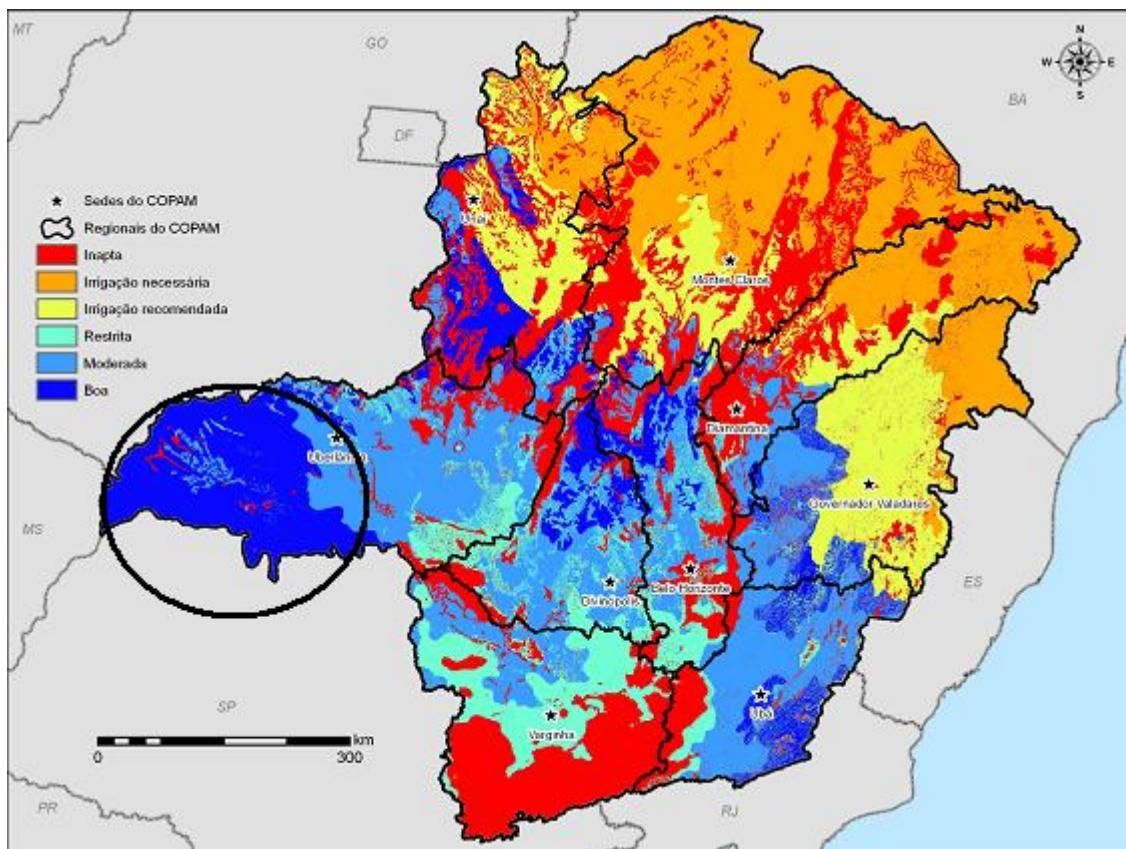 MT
GO
N
W
E
S
BA
DF
Sedes do COPAM
Regionais do COPAM
Inapta
Irrigação necessária
Irrigação recomendada
Restrita
Moderada
Boa
Unaí
Montes Claros
Diamantina
Uberlândia
Governador Valadares
MS
ES
Belo Horizonte
Divinópolis
Ubá
SP
Varginha
km
0
300
RJ
PR